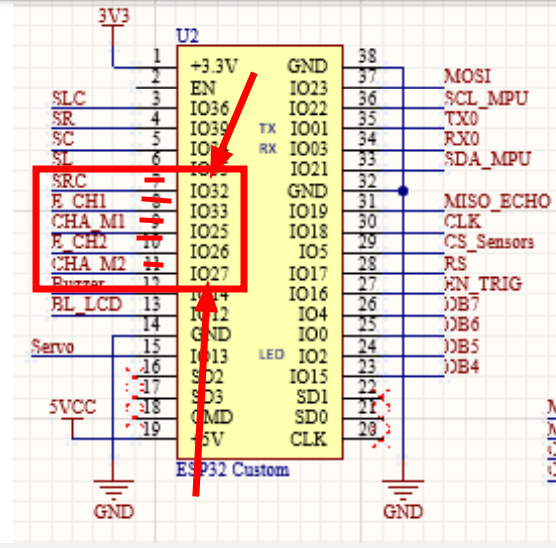 3V3
U2
1 +3.3V GND 38
2 EN IO23 37 MOSI
SLC 3 IO36 IO22 36 SCL_MPU
SR 4 IO39 TX IO01 35 TX0
SC 5 RX IO03 34 RX0
SL 6 IO21 33 SDA_MPU
SRC 7 IO32 GND 32
E_CH1 8 IO33 IO19 31 MISO_ECHO
CHA_M1 9 IO25 IO18 30 CLK
E_CH2 10 IO26 IO5 29 CS_Sensors
CHA_M2 11 IO27 IO17 28 RS
Buzzer 12 IO14 IO16 27 EN_TRIG
BL_LCD 13 IO12 IO4 26 DB7
14 GND IO0 25 DB6
Servo 15 IO13 LED IO2 24 DB5
16 SD2 IO15 23 DB4
17 SD3 SD1 22
5VCC 18 CMD SD0 21
19 +5V CLK 20
ESP32 Custom
GND GND